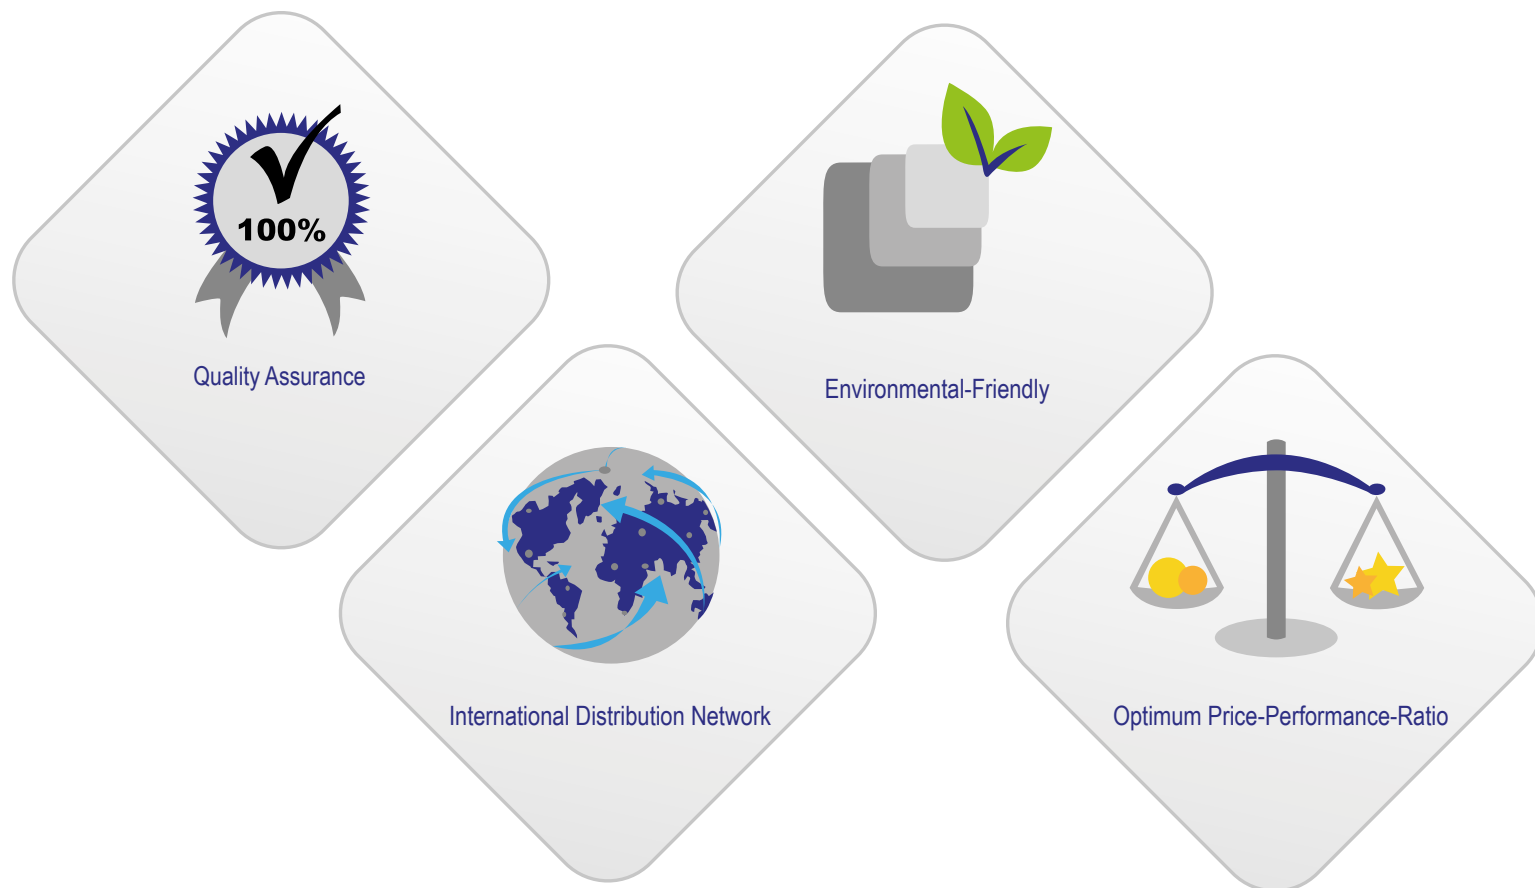 100%
Quality Assurance
Environmental-Friendly
International Distribution Network
Optimum Price-Performance-Ratio